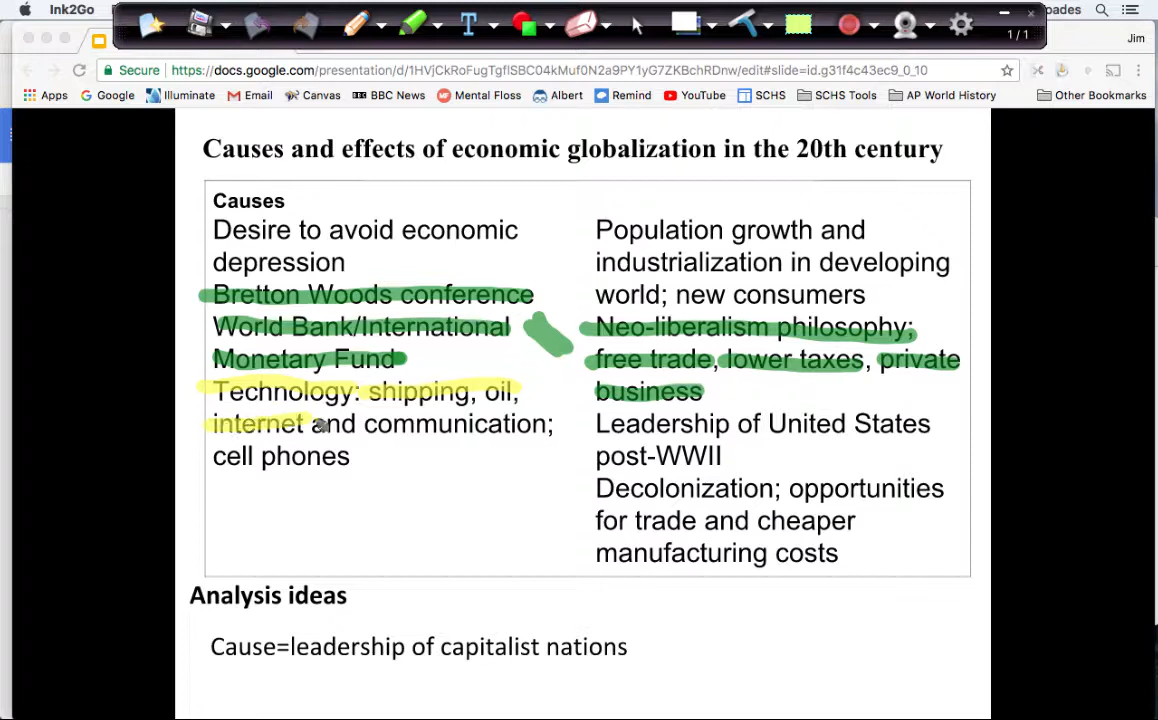 Ink2Go
pades
1 / 1
Jim
Secure https://docs.google.com/presentation/d/1HVjCkRoFugTgflSBC04kMuf0N2a9PY1yG7ZKBchRDnw/edit#slide=id.g31f4c43ec9_0_10
Apps Google Illuminate Email Canvas BBC News Mental Floss Albert Remind YouTube SCHS SCHS Tools AP World History Other Bookmarks
Causes and effects of economic globalization in the 20th century
Causes
Desire to avoid economic
depression
Bretton Woods conference
World Bank/International
Monetary Fund
Technology: shipping, oil,
internet and communication;
cell phones
Population growth and
industrialization in developing
world; new consumers
Neo-liberalism philosophy;
free trade, lower taxes, private
business
Leadership of United States
post-WWII
Decolonization; opportunities
for trade and cheaper
manufacturing costs
Analysis ideas
Cause=leadership of capitalist nations